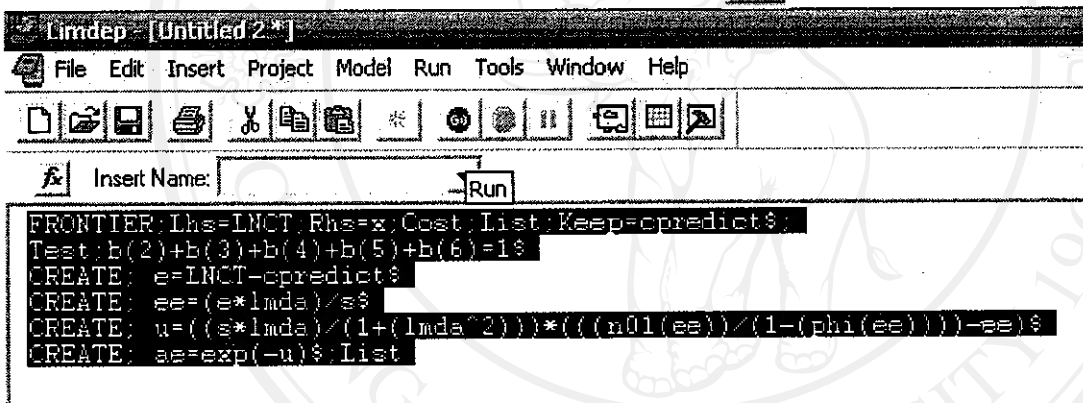 Limdep - [Untitled 2 *]
File Edit Insert Project Model Run Tools Window Help
fx Insert Name:
Run
FRONTIER;Lhs=LNCT;Rhs=x;Cost;List;Keep=cpredict$;
Test:b(2)+b(3)+b(4)+b(5)+b(6)=1$
CREATE; e=LNCT-cpredict$
CREATE; ee=(e*lmda)/s$
CREATE; u=((s*lmda)/(1+(lmda^2)))*(((n01(ee))/(1-(phi(ee))))-ee)$
CREATE; ae=exp(-u)$;List